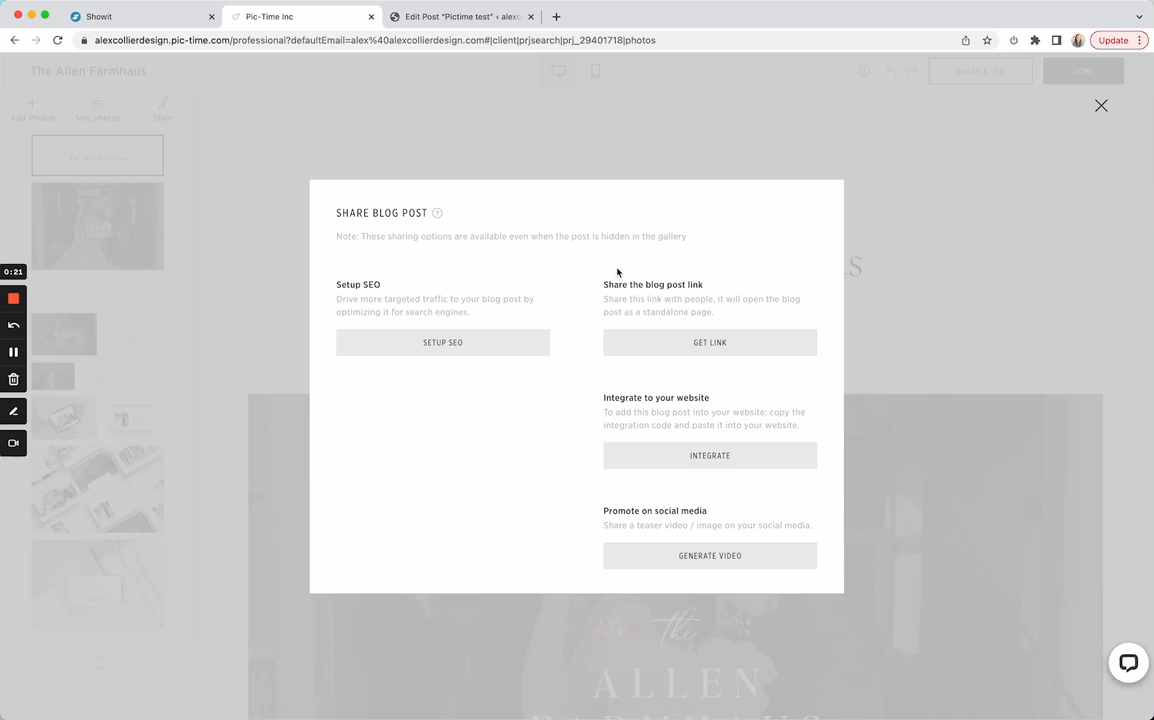 Showit
Pic-Time Inc
Edit Post "Pictime test" ‹ alexc
alexcollierdesign.pic-time.com/professional?defaultEmail=alex%40alexcollierdesign.com#|client|prjsearch|prj_29401718|photos
Update
The Allen Farmhaus
SHARE & SEO
DONE
Add Photos
Sort photos
Style
The Allen Farmhaus
ALLEN
FARMHAUS
SHARE BLOG POST
Note: These sharing options are available even when the post is hidden in the gallery
0:21
Setup SEO
Drive more targeted traffic to your blog post by
optimizing it for search engines.
SETUP SEO
Share the blog post link
Share this link with people, it will open the blog
post as a standalone page.
GET LINK
Integrate to your website
To add this blog post into your website: copy the
integration code and paste it into your website.
INTEGRATE
Promote on social media
Share a teaser video / image on your social media.
GENERATE VIDEO
the
ALLEN
FARMHAUS